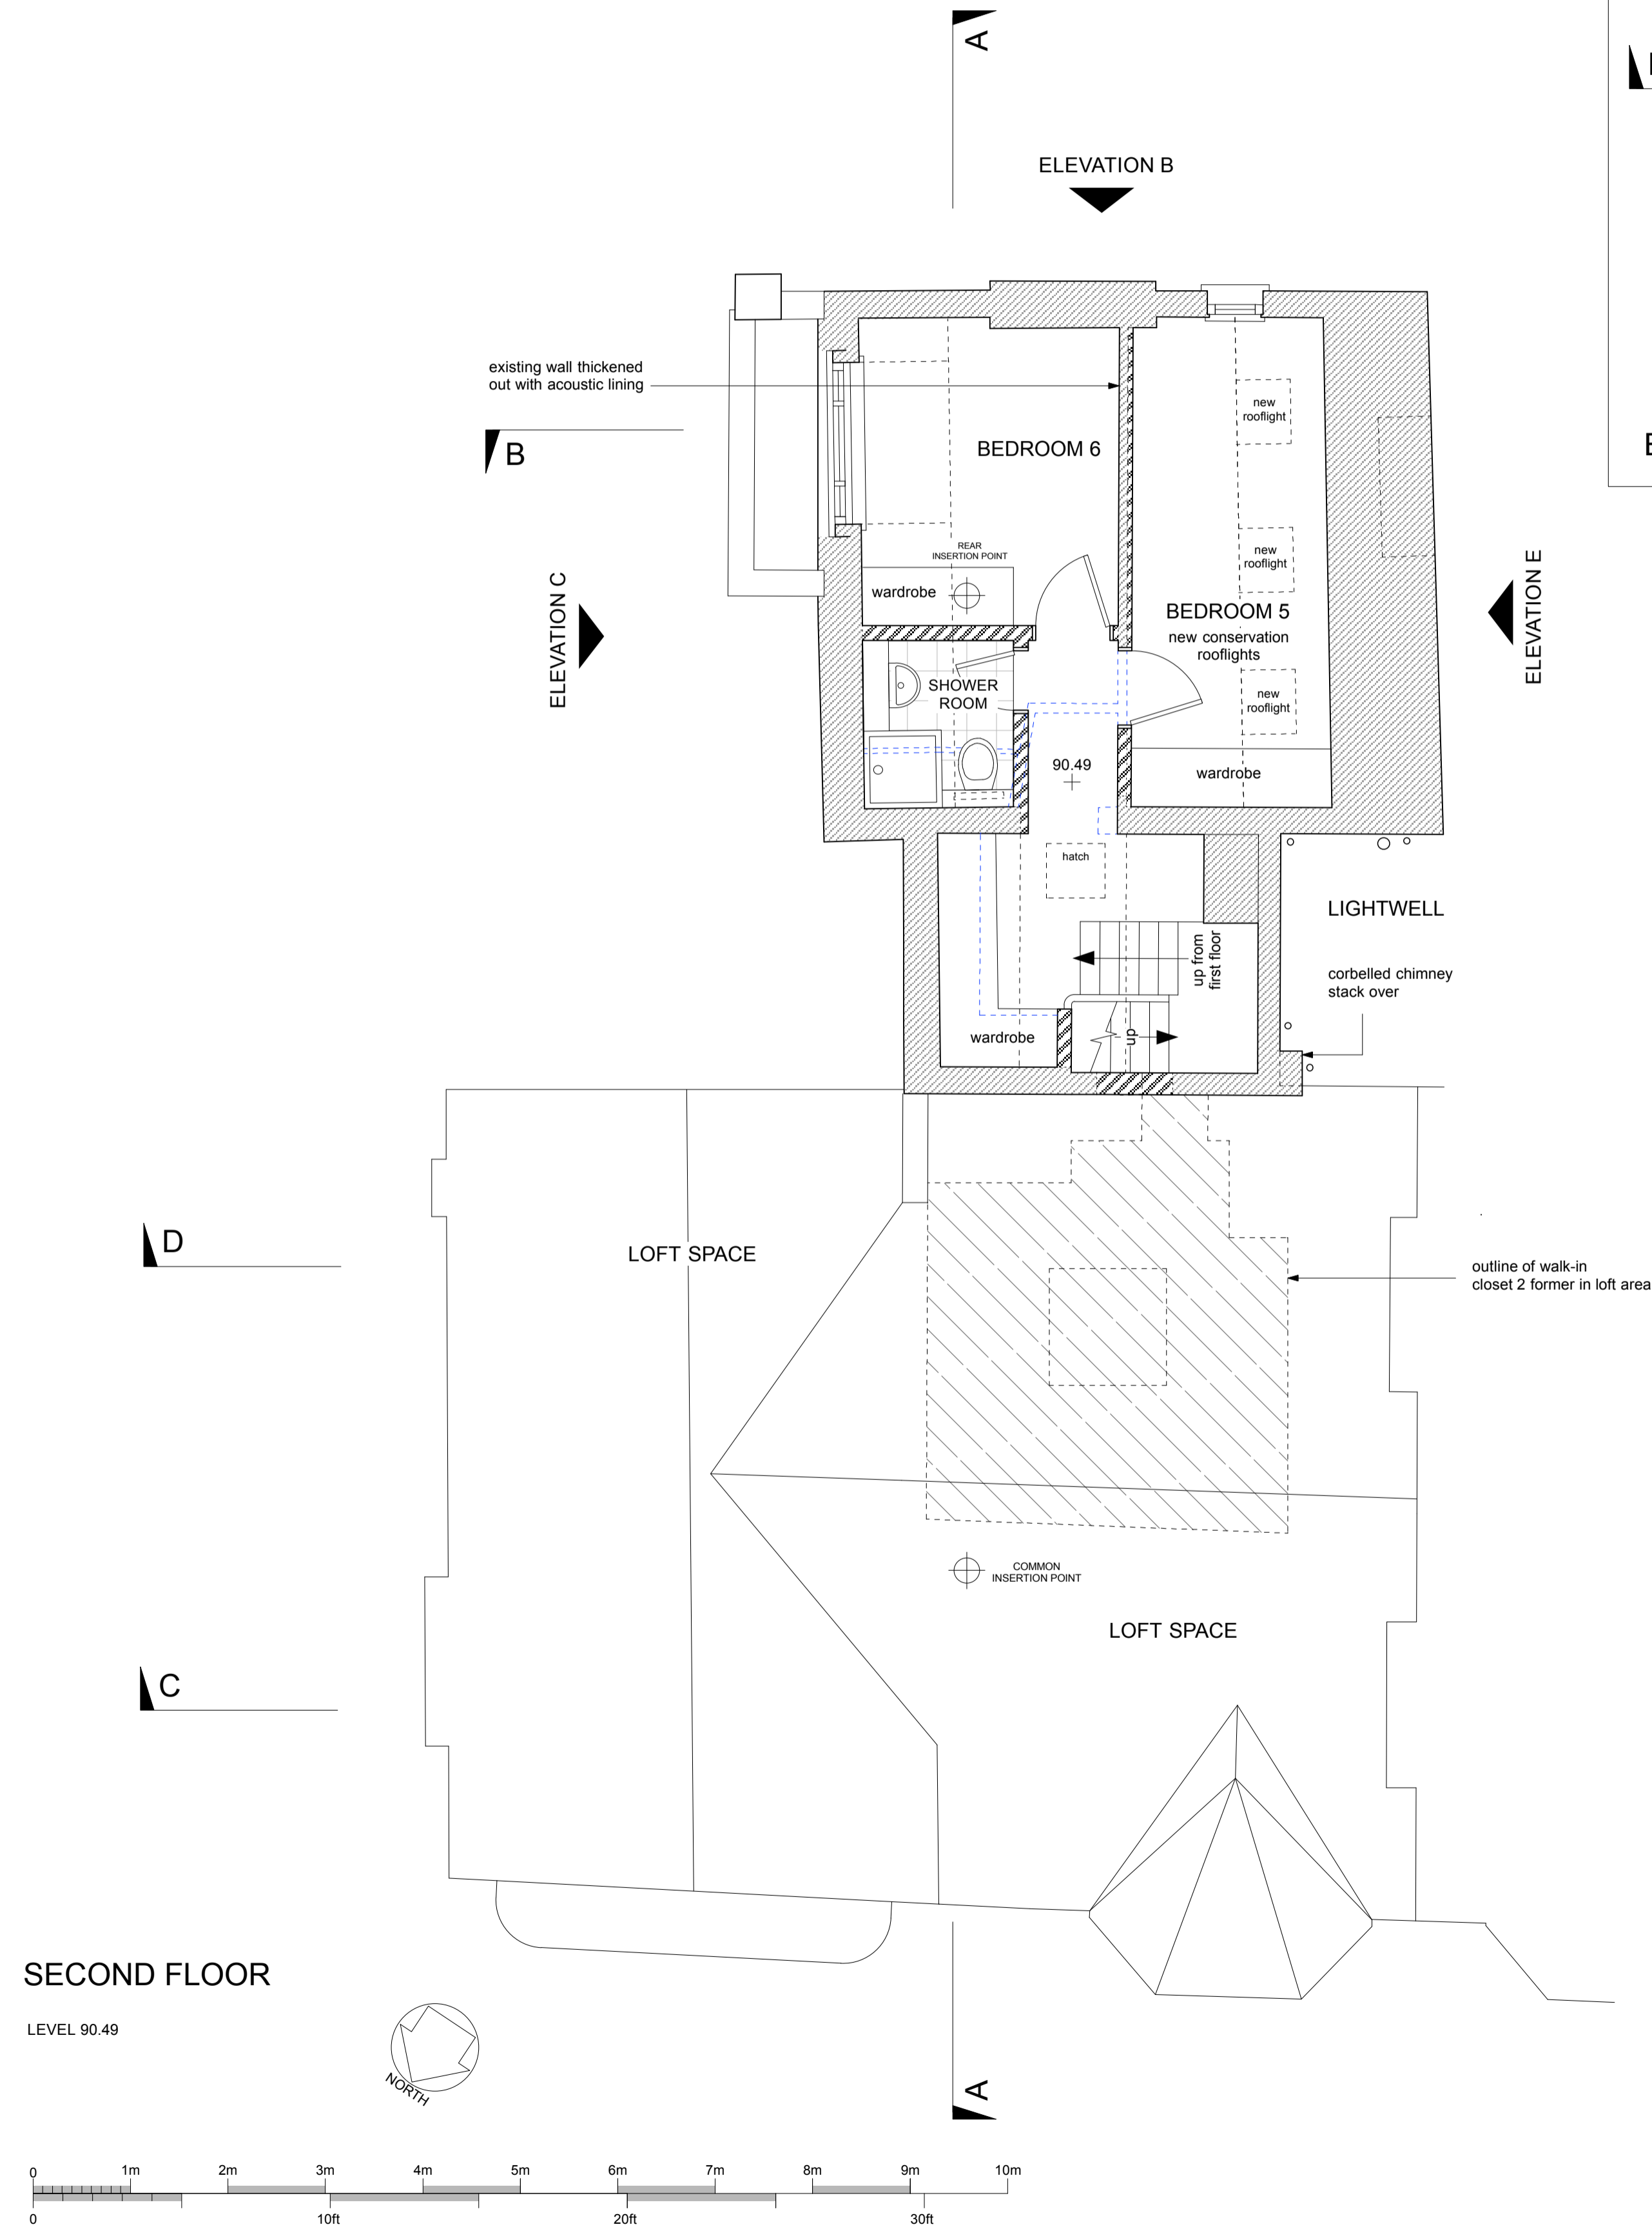 A
ELEVATION B
existing wall thickened
out with acoustic lining
B
BEDROOM 6
new
rooflight
REAR
INSERTION POINT
wardrobe
new
rooflight
BEDROOM 5
new conservation
rooflights
ELEVATION C
ELEVATION E
SHOWER
ROOM
new
rooflight
90.49
wardrobe
hatch
LIGHTWELL
up from
first floor
corbelled chimney
stack over
wardrobe
up
D
LOFT SPACE
outline of walk-in
closet 2 former in loft area
COMMON
INSERTION POINT
LOFT SPACE
C
SECOND FLOOR
LEVEL 90.49
NORTH
A
0 1m 2m 3m 4m 5m 6m 7m 8m 9m 10m
0 10ft 20ft 30ft